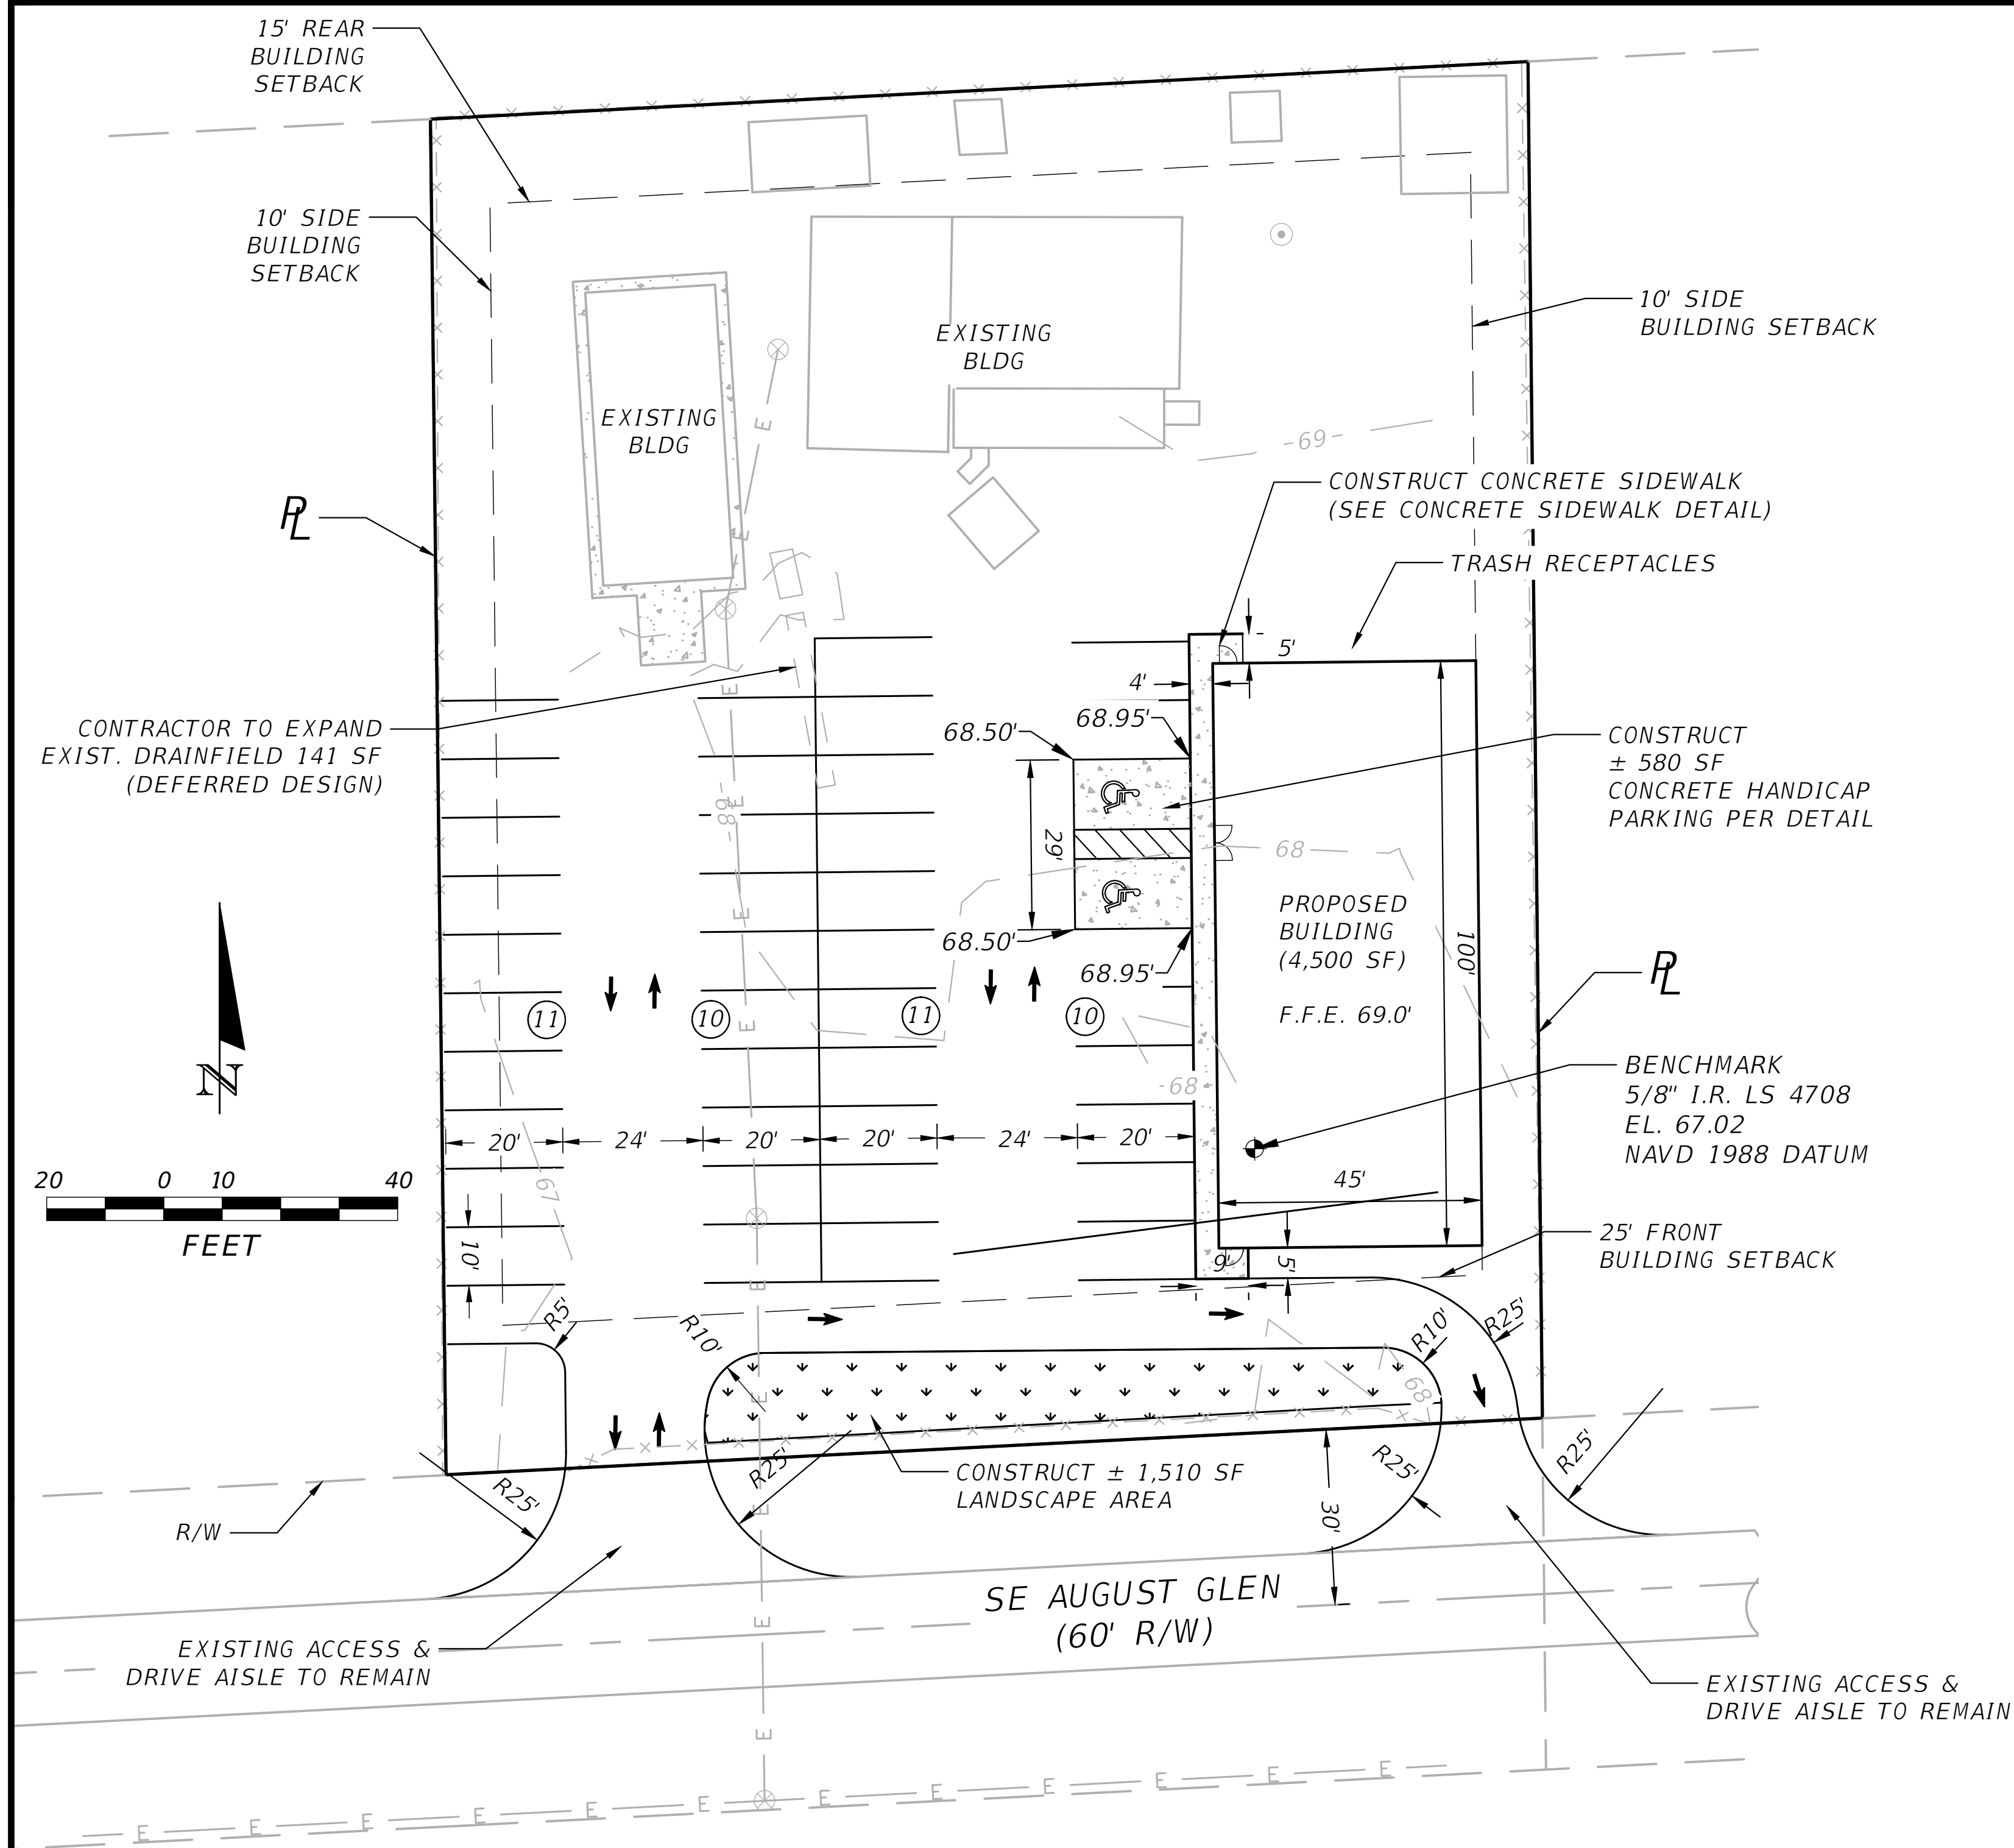 15' REAR
BUILDING
SETBACK
10' SIDE
BUILDING
SETBACK
10' SIDE
BUILDING SETBACK
EXISTING
BLDG
EXISTING
BLDG
69
CONSTRUCT CONCRETE SIDEWALK
(SEE CONCRETE SIDEWALK DETAIL)
PL
TRASH RECEPTACLES
5'
4'
CONTRACTOR TO EXPAND
EXIST. DRAINFIELD 141 SF
(DEFERRED DESIGN)
68.50'
68.95'
CONSTRUCT
± 580 SF
CONCRETE HANDICAP
PARKING PER DETAIL
68
29'
68
PROPOSED
BUILDING
(4,500 SF)
F.F.E. 69.0'
100'
68.50'
68.95'
PL
11
10
11
10
N
68
BENCHMARK
5/8" I.R. LS 4708
EL. 67.02
NAVD 1988 DATUM
20'
24'
20'
20'
24'
20'
45'
67
20 0 10 40
FEET
10'
9'
5'
25' FRONT
BUILDING SETBACK
R5'
R10'
R10'
R25'
68
R25'
R25'
R25'
R25'
CONSTRUCT ± 1,510 SF
LANDSCAPE AREA
30'
R/W
SE AUGUST GLEN
(60' R/W)
EXISTING ACCESS &
DRIVE AISLE TO REMAIN
EXISTING ACCESS &
DRIVE AISLE TO REMAIN
E E E E E E E E E E E
E E E E E E E E E E E E